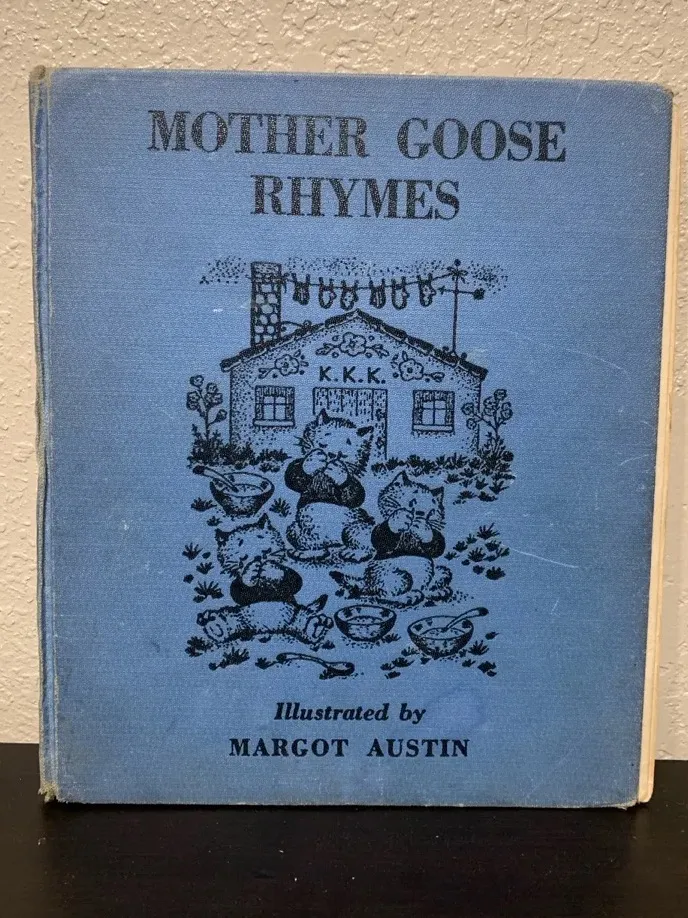 MOTHER GOOSE
RHYMES
K.K.K.
Illustrated by
MARGOT AUSTIN